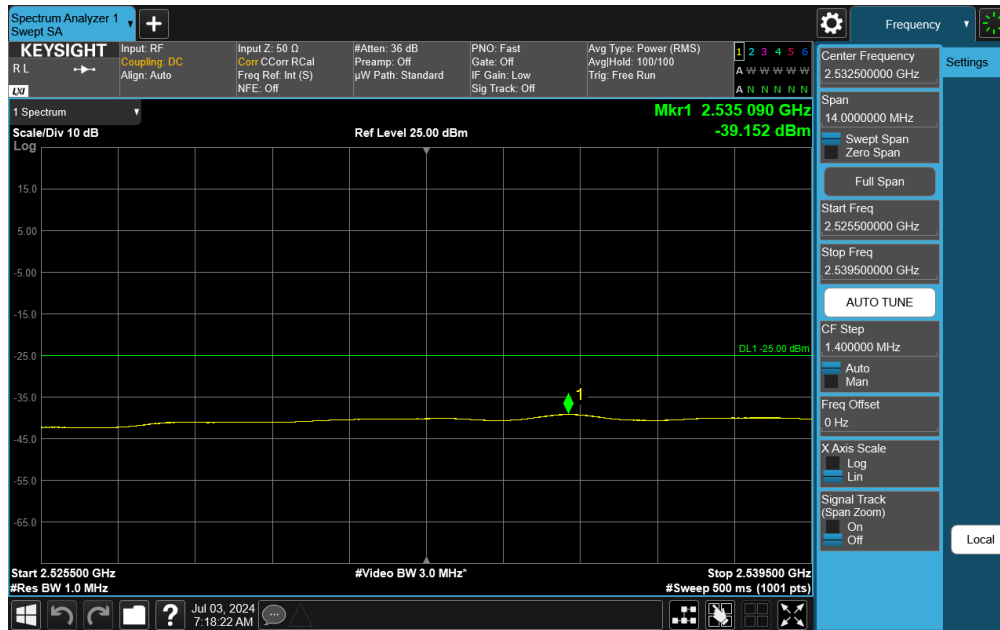 Spectrum Analyzer 1
Swept SA
+
Frequency
KEYSIGHT
R L
LXI
Input: RF
Coupling: DC
Align: Auto
Input Z: 50 Ω
Corr CCorr RCal
Freq Ref: Int (S)
NFE: Off
#Atten: 36 dB
Preamp: Off
µW Path: Standard
PNO: Fast
Gate: Off
IF Gain: Low
Sig Track: Off
Avg Type: Power (RMS)
Avg|Hold: 100/100
Trig: Free Run
1 2 3 4 5 6
A W W W W W
A N N N N N
1 Spectrum
Mkr1 2.535 090 GHz
-39.152 dBm
Scale/Div 10 dB
Ref Level 25.00 dBm
Log
15.0
5.00
-5.00
-15.0
-25.0
-35.0
-45.0
-55.0
-65.0
DL1 -25.00 dBm
1
Start 2.525500 GHz
#Video BW 3.0 MHz*
Stop 2.539500 GHz
#Res BW 1.0 MHz
#Sweep 500 ms (1001 pts)
Center Frequency
2.532500000 GHz
Settings
Span
14.0000000 MHz
Swept Span
Zero Span
Full Span
Start Freq
2.525500000 GHz
Stop Freq
2.539500000 GHz
AUTO TUNE
CF Step
1.400000 MHz
Auto
Man
Freq Offset
0 Hz
X Axis Scale
Log
Lin
Signal Track
(Span Zoom)
On
Off
Local
?
Jul 03, 2024
7:18:22 AM